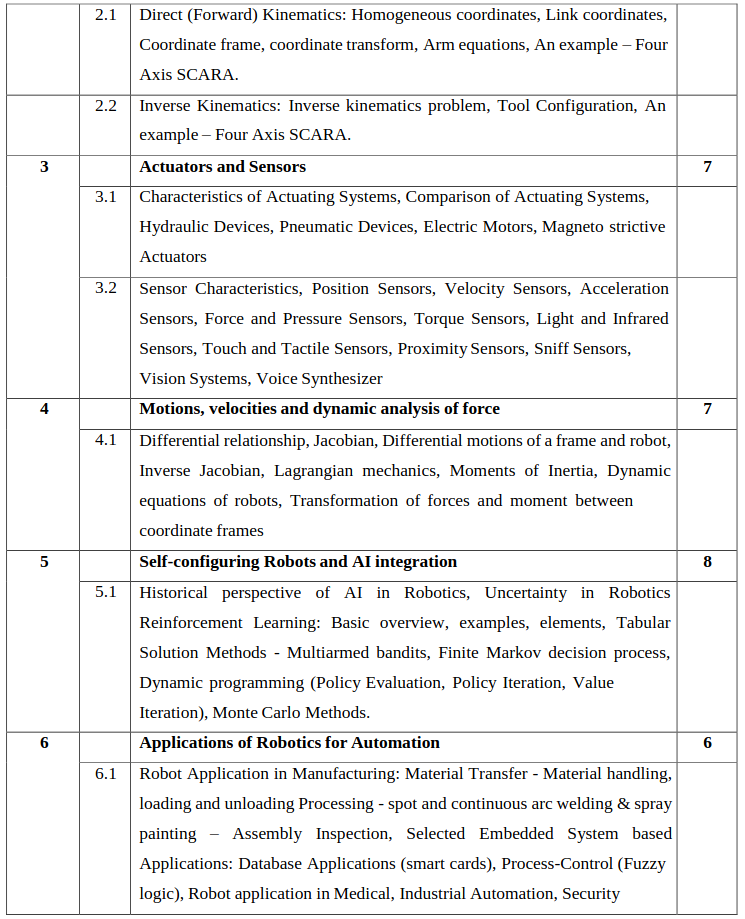 2.1 Direct (Forward) Kinematics: Homogeneous coordinates, Link coordinates,
Coordinate frame, coordinate transform, Arm equations, An example – Four
Axis SCARA.
2.2 Inverse Kinematics: Inverse kinematics problem, Tool Configuration, An
example – Four Axis SCARA.
3 Actuators and Sensors 7
3.1 Characteristics of Actuating Systems, Comparison of Actuating Systems,
Hydraulic Devices, Pneumatic Devices, Electric Motors, Magneto strictive
Actuators
3.2 Sensor Characteristics, Position Sensors, Velocity Sensors, Acceleration
Sensors, Force and Pressure Sensors, Torque Sensors, Light and Infrared
Sensors, Touch and Tactile Sensors, Proximity Sensors, Sniff Sensors,
Vision Systems, Voice Synthesizer
4 Motions, velocities and dynamic analysis of force 7
4.1 Differential relationship, Jacobian, Differential motions of a frame and robot,
Inverse Jacobian, Lagrangian mechanics, Moments of Inertia, Dynamic
equations of robots, Transformation of forces and moment between
coordinate frames
5 Self-configuring Robots and AI integration 8
5.1 Historical perspective of AI in Robotics, Uncertainty in Robotics
Reinforcement Learning: Basic overview, examples, elements, Tabular
Solution Methods - Multiarmed bandits, Finite Markov decision process,
Dynamic programming (Policy Evaluation, Policy Iteration, Value
Iteration), Monte Carlo Methods.
6 Applications of Robotics for Automation 6
6.1 Robot Application in Manufacturing: Material Transfer - Material handling,
loading and unloading Processing - spot and continuous arc welding & spray
painting – Assembly Inspection, Selected Embedded System based
Applications: Database Applications (smart cards), Process-Control (Fuzzy
logic), Robot application in Medical, Industrial Automation, Security